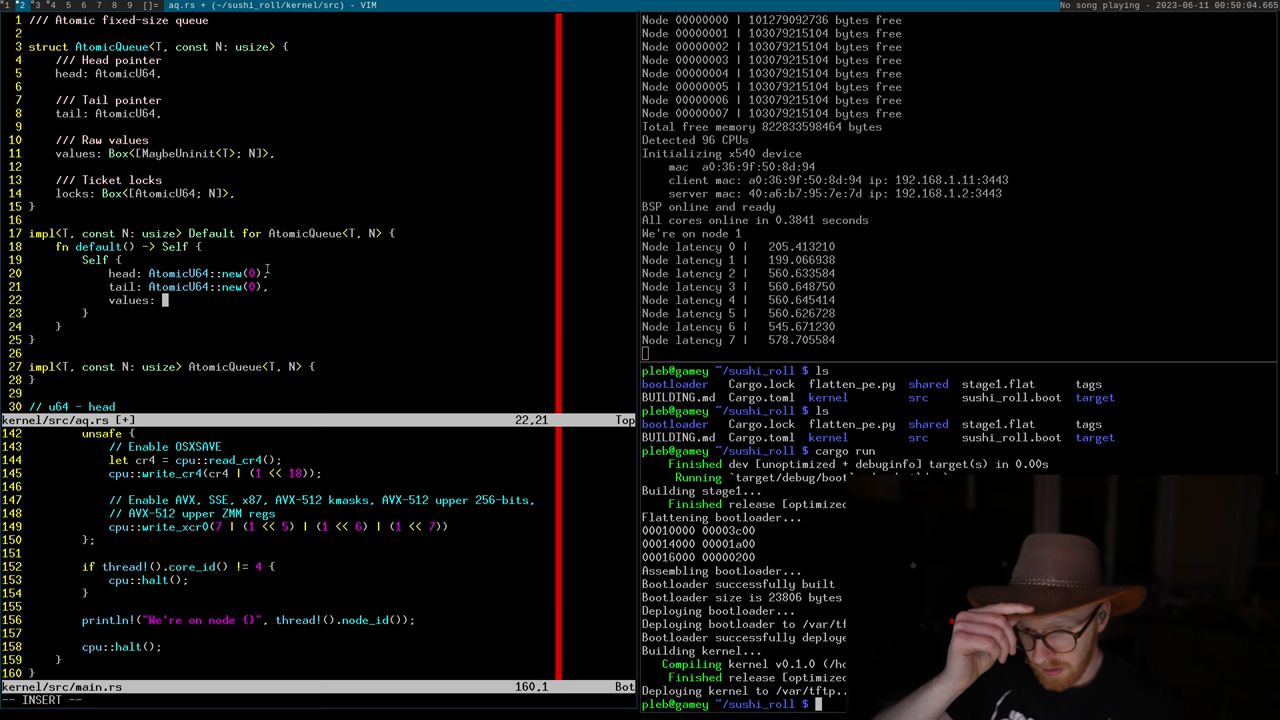 1 2 3 4 5 6 7 8 []= aq.rs + (~/sushi_roll/kernel/src) - VIM
No song playing - 2023-06-11 00:50:04.665
1 /// Atomic fixed-size queue
2
3 struct AtomicQueue<T, const N: usize> {
4 /// Head pointer
5 head: AtomicU64,
6
7 /// Tail pointer
8 tail: AtomicU64,
9
10 /// Raw values
11 values: Box<[MaybeUninit<T>; N]>,
12
13 /// Ticket locks
14 locks: Box<[AtomicU64; N]>,
15 }
16
17 impl<T, const N: usize> Default for AtomicQueue<T, N> {
18 fn default() -> Self {
19 Self {
20 head: AtomicU64::new(0),
21 tail: AtomicU64::new(0),
22 values:
23 }
24 }
25 }
26
27 impl<T, const N: usize> AtomicQueue<T, N> {
28 }
29
30 // u64 - head
kernel/src/aq.rs [+] 22,21 Top
142 unsafe {
143 // Enable OSXSAVE
144 let cr4 = cpu::read_cr4();
145 cpu::write_cr4(cr4 | (1 << 18));
146
147 // Enable AVX, SSE, x87, AVX-512 kmasks, AVX-512 upper 256-bits,
148 // AVX-512 upper ZMM regs
149 cpu::write_xcr0(7 | (1 << 5) | (1 << 6) | (1 << 7))
150 };
151
152 if thread!().core_id() != 4 {
153 cpu::halt();
154 }
155
156 println!("We're on node {}", thread!().node_id());
157
158 cpu::halt();
159 }
160 }
kernel/src/main.rs 160,1 Bot
-- INSERT --
Node 00000000 | 101279092736 bytes free
Node 00000001 | 103079215104 bytes free
Node 00000002 | 103079215104 bytes free
Node 00000003 | 103079215104 bytes free
Node 00000004 | 103079215104 bytes free
Node 00000005 | 103079215104 bytes free
Node 00000006 | 103079215104 bytes free
Node 00000007 | 103079215104 bytes free
Total free memory 822833598464 bytes
Detected 96 CPUs
Initializing x540 device
mac a0:36:9f:50:8d:94
client mac: a0:36:9f:50:8d:94 ip: 192.168.1.11:3443
server mac: 40:a6:b7:95:7e:7d ip: 192.168.1.2:3443
BSP online and ready
All cores online in 0.3841 seconds
We're on node 1
Node latency 0 | 205.413210
Node latency 1 | 199.066938
Node latency 2 | 560.633584
Node latency 3 | 560.648750
Node latency 4 | 560.645414
Node latency 5 | 560.626728
Node latency 6 | 545.671230
Node latency 7 | 578.705584
pleb@gamey ~/sushi_roll $ ls
bootloader Cargo.lock flatten_pe.py shared stage1.flat tags
BUILDING.md Cargo.toml kernel src sushi_roll.boot target
pleb@gamey ~/sushi_roll $ ls
bootloader Cargo.lock flatten_pe.py shared stage1.flat tags
BUILDING.md Cargo.toml kernel src sushi_roll.boot target
pleb@gamey ~/sushi_roll $ cargo run
Finished dev [unoptimized + debuginfo] target(s) in 0.00s
Running `target/debug/boot
Building stage1...
Finished release [optimized
Flattening bootloader...
00010000 00003c00
00014000 00001a00
00016000 00000200
Assembling bootloader...
Bootloader successfully built
Bootloader size is 23806 bytes
Deploying bootloader...
Deploying bootloader to /var/tf
Bootloader successfully deploye
Building kernel...
Compiling kernel v0.1.0 (/ho
Finished release [optimized
Deploying kernel to /var/tftp..
pleb@gamey ~/sushi_roll $